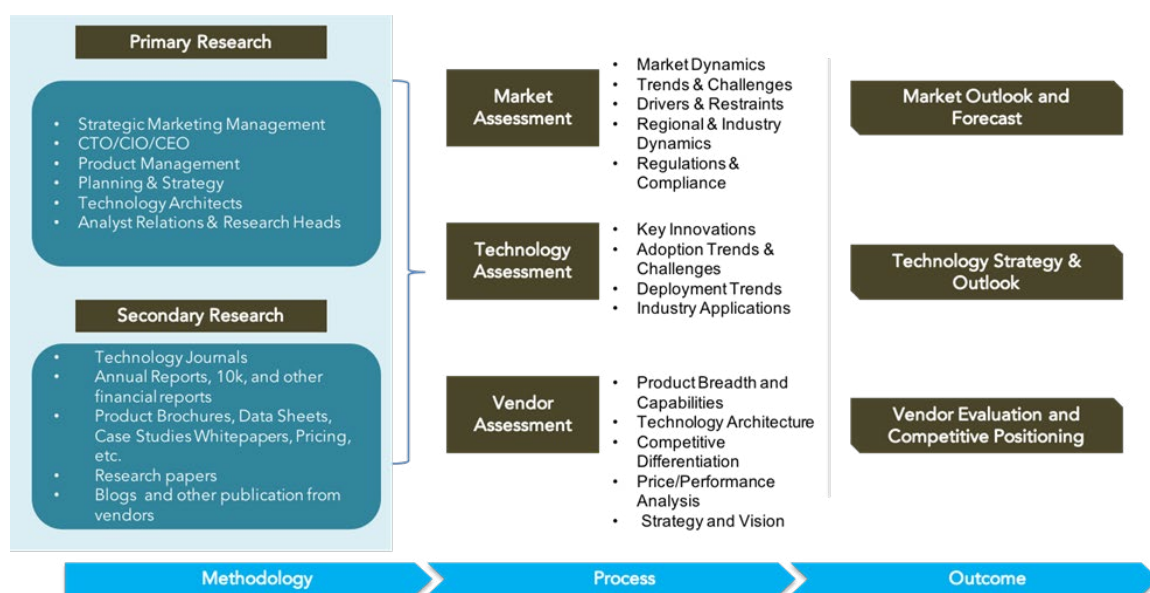 Primary Research
• Strategic Marketing Management
• CTO/CIO/CEO
• Product Management
• Planning & Strategy
• Technology Architects
• Analyst Relations & Research Heads
Secondary Research
• Technology Journals
• Annual Reports, 10k, and other
financial reports
• Product Brochures, Data Sheets,
Case Studies Whitepapers, Pricing,
etc.
• Research papers
• Blogs and other publication from
vendors
Market
Assessment
• Market Dynamics
• Trends & Challenges
• Drivers & Restraints
• Regional & Industry
Dynamics
• Regulations &
Compliance
Market Outlook and
Forecast
Technology
Assessment
• Key Innovations
• Adoption Trends &
Challenges
• Deployment Trends
• Industry Applications
Technology Strategy &
Outlook
Vendor
Assessment
• Product Breadth and
Capabilities
• Technology Architecture
• Competitive
Differentiation
• Price/Performance
Analysis
• Strategy and Vision
Vendor Evaluation and
Competitive Positioning
Methodology
Process
Outcome